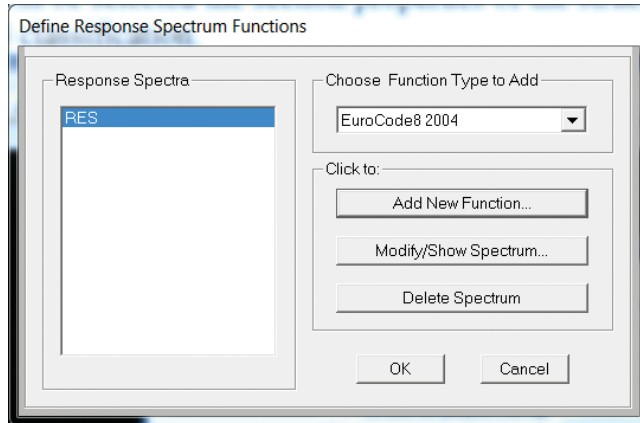 Define Response Spectrum Functions
Response Spectra
RES
Choose Function Type to Add
EuroCode8 2004
Click to:
Add New Function...
Modify/Show Spectrum...
Delete Spectrum
OK
Cancel